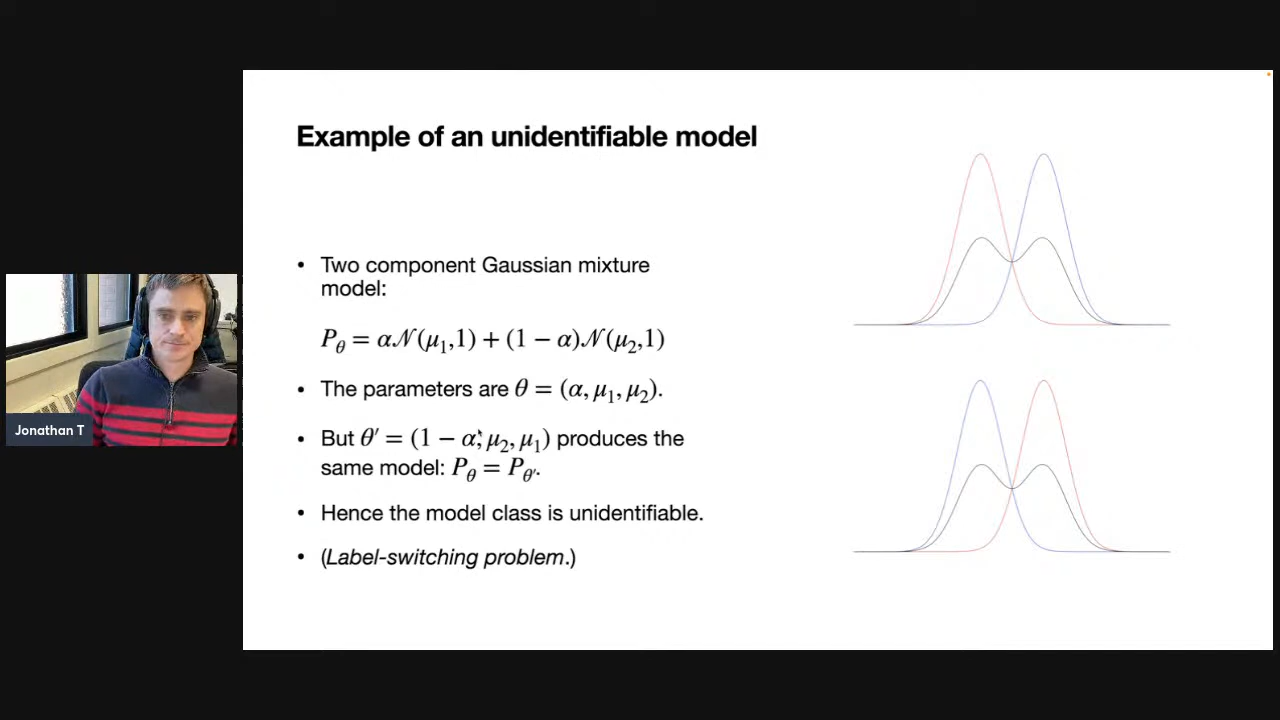 Example of an unidentifiable model
• Two component Gaussian mixture
model:
P_θ = α𝒩(μ₁,1) + (1 − α)𝒩(μ₂,1)
• The parameters are θ = (α, μ₁, μ₂).
• But θ′ = (1 − α, μ₂, μ₁) produces the
same model: P_θ = P_θ′.
• Hence the model class is unidentifiable.
• (Label-switching problem.)
Jonathan T